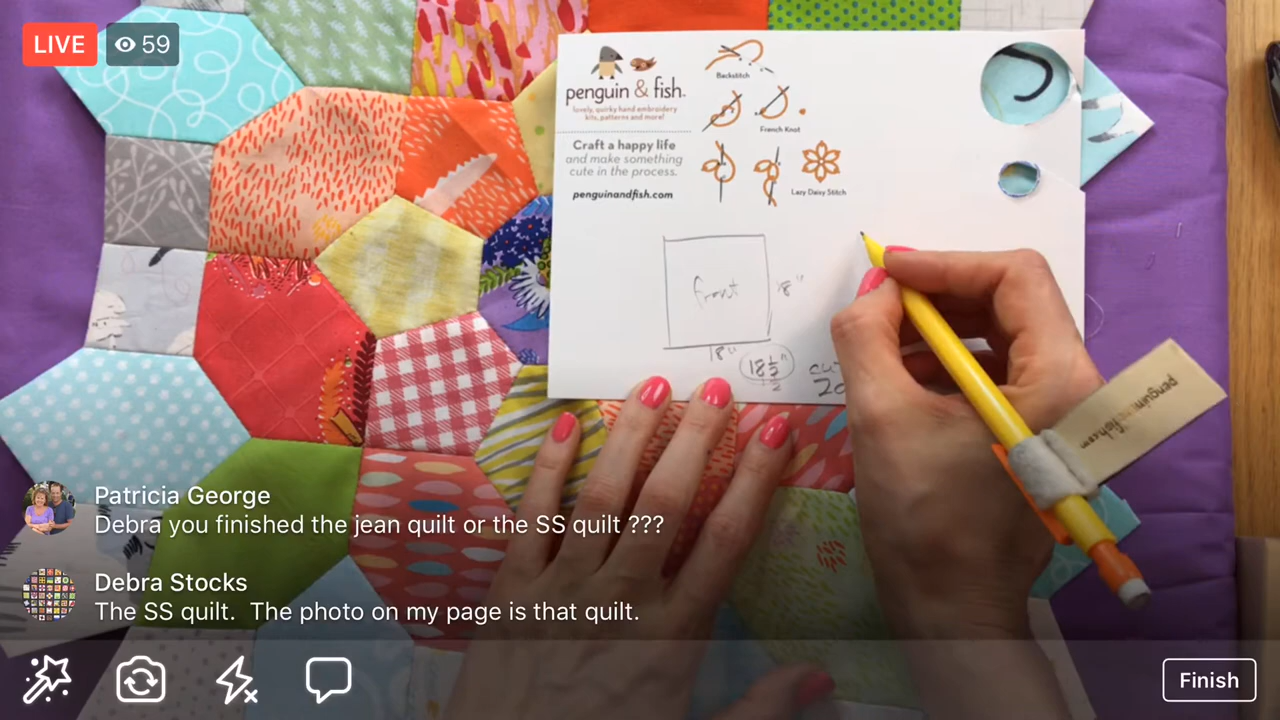 LIVE
59
penguin & fish.
lovely, quirky hand embroidery
kits, patterns and more!
Craft a happy life
and make something
cute in the process.
penguinandfish.com
Backstitch
French Knot
Lazy Daisy Stitch
front
18"
18"
18½"
cu
20
Patricia George
Debra you finished the jean quilt or the SS quilt ???
Debra Stocks
The SS quilt. The photo on my page is that quilt.
Finish